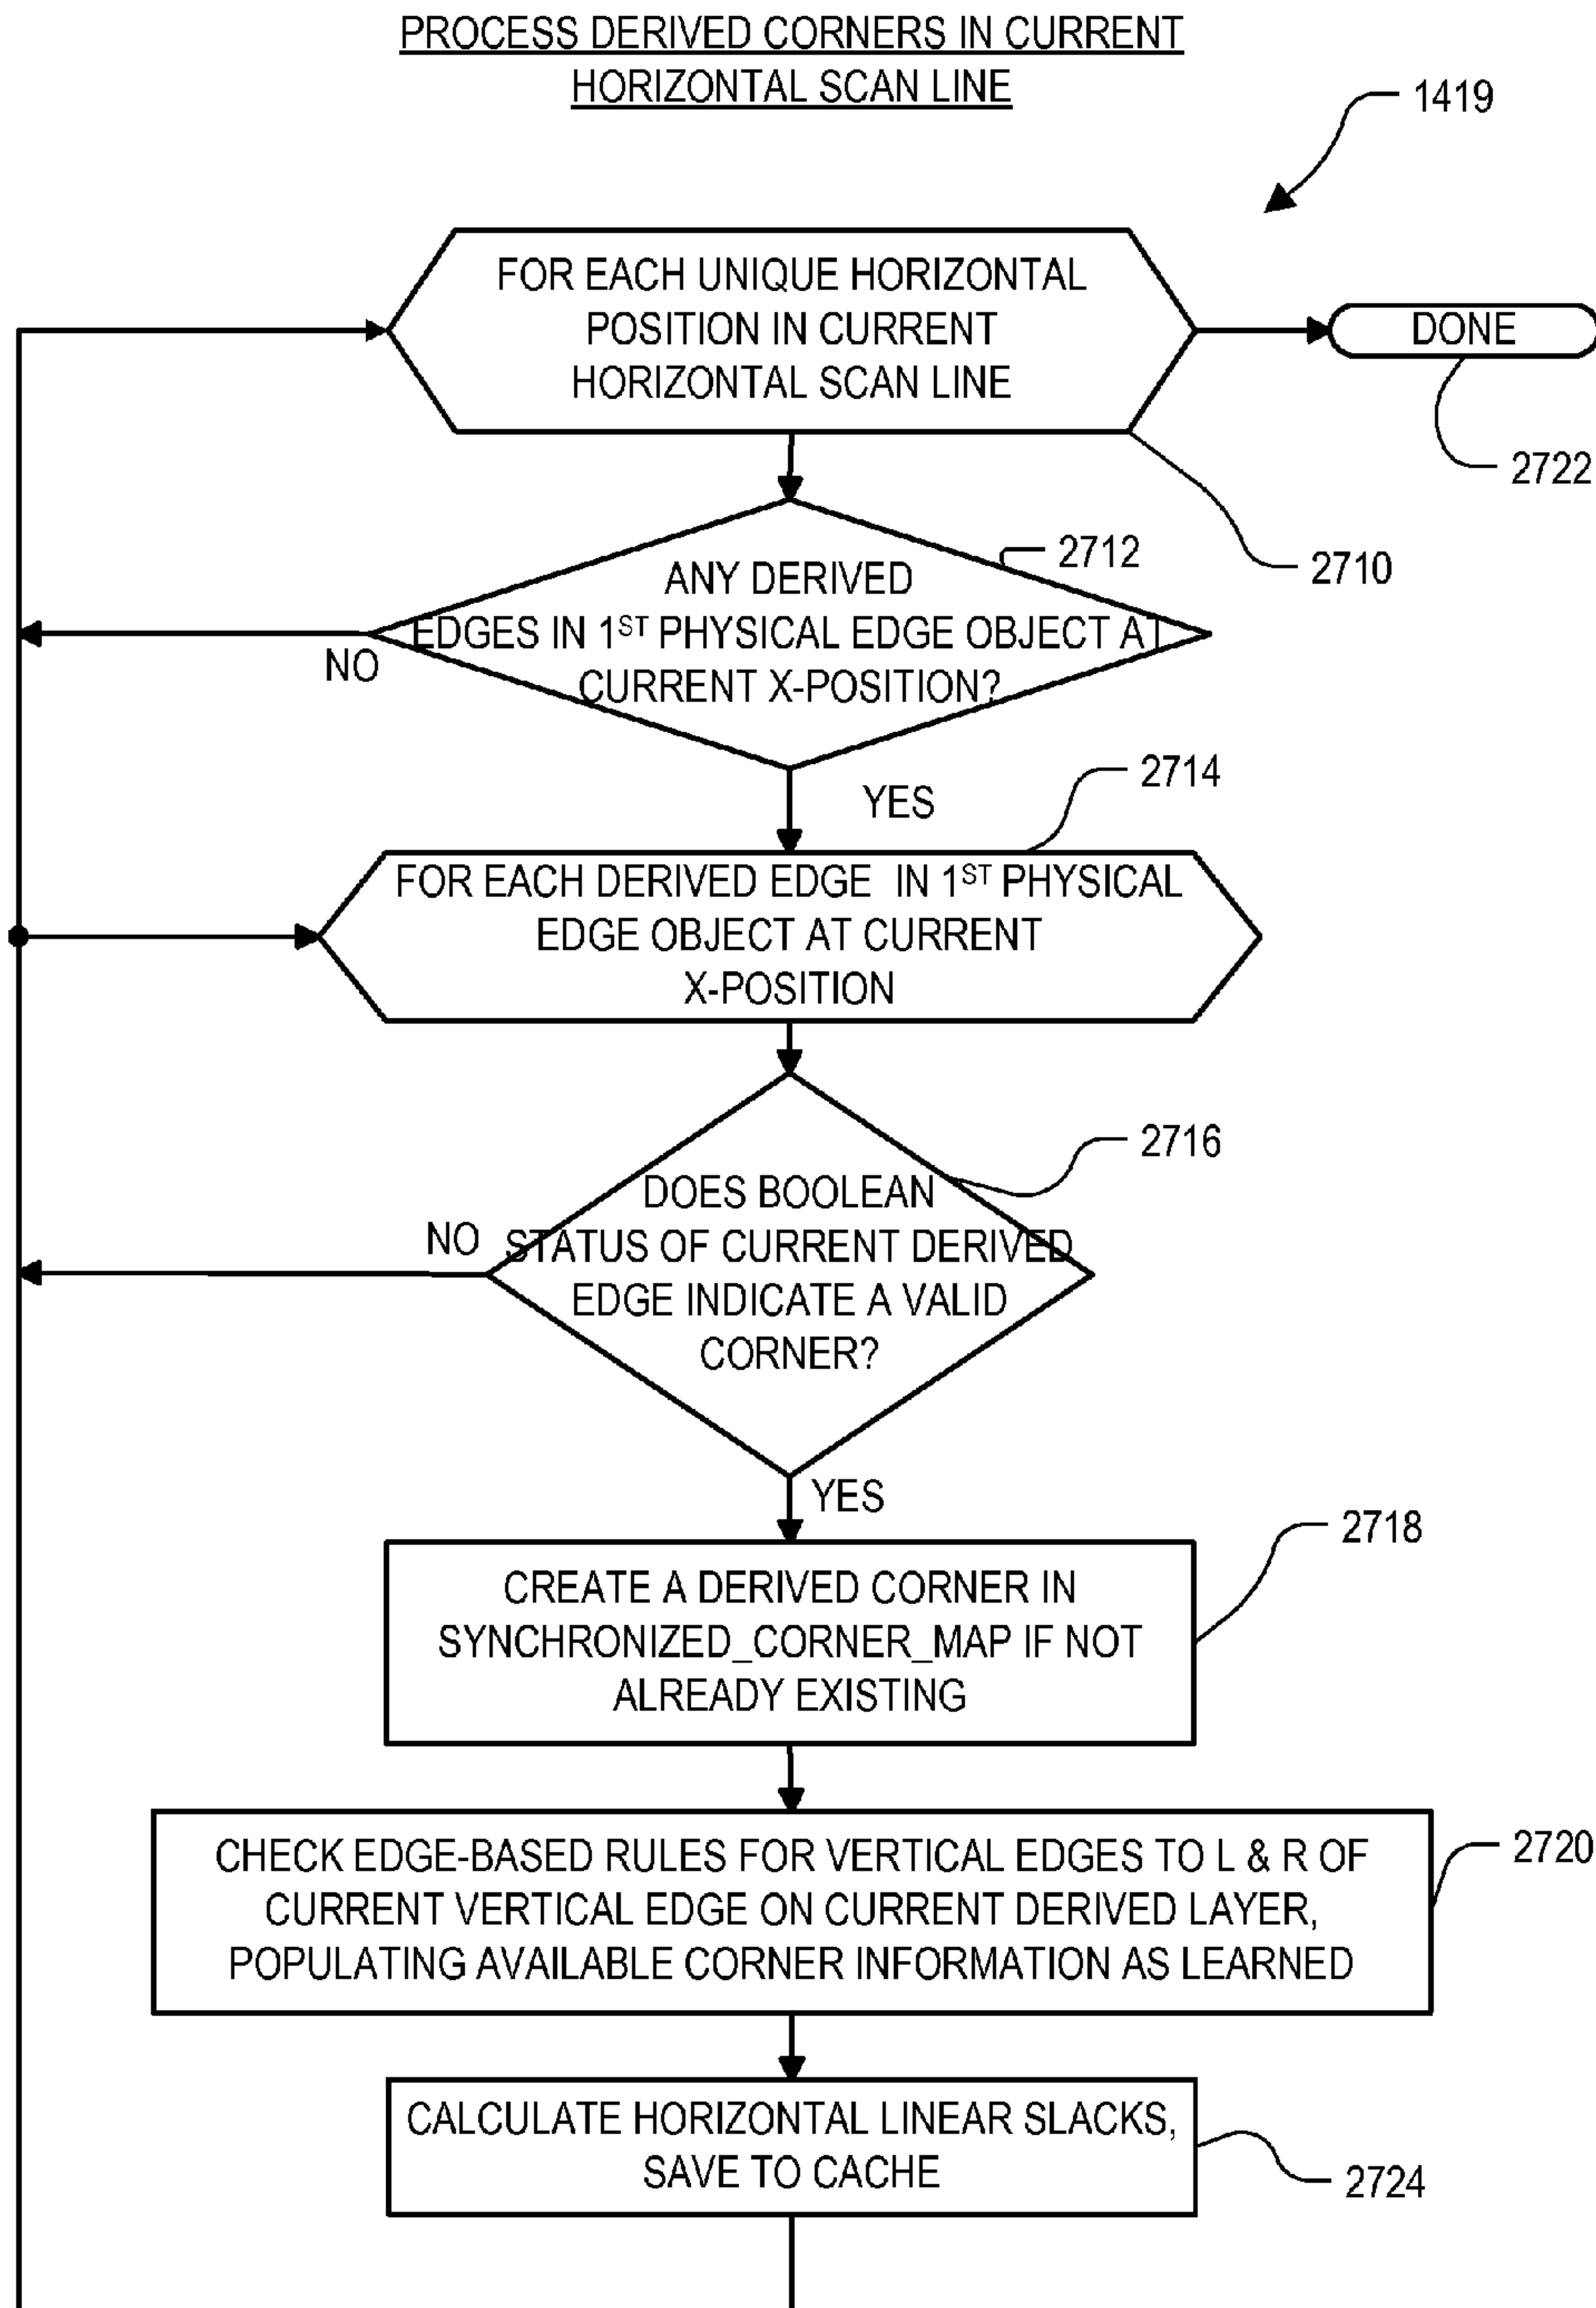 PROCESS DERIVED CORNERS IN CURRENT
HORIZONTAL SCAN LINE
1419
FOR EACH UNIQUE HORIZONTAL
POSITION IN CURRENT
HORIZONTAL SCAN LINE
DONE
2722
2710
2712
ANY DERIVED
EDGES IN 1ST PHYSICAL EDGE OBJECT AT
CURRENT X-POSITION?
NO
YES
2714
FOR EACH DERIVED EDGE IN 1ST PHYSICAL
EDGE OBJECT AT CURRENT
X-POSITION
2716
DOES BOOLEAN
STATUS OF CURRENT DERIVED
EDGE INDICATE A VALID
CORNER?
NO
YES
2718
CREATE A DERIVED CORNER IN
SYNCHRONIZED_CORNER_MAP IF NOT
ALREADY EXISTING
2720
CHECK EDGE-BASED RULES FOR VERTICAL EDGES TO L & R OF
CURRENT VERTICAL EDGE ON CURRENT DERIVED LAYER,
POPULATING AVAILABLE CORNER INFORMATION AS LEARNED
CALCULATE HORIZONTAL LINEAR SLACKS,
SAVE TO CACHE
2724